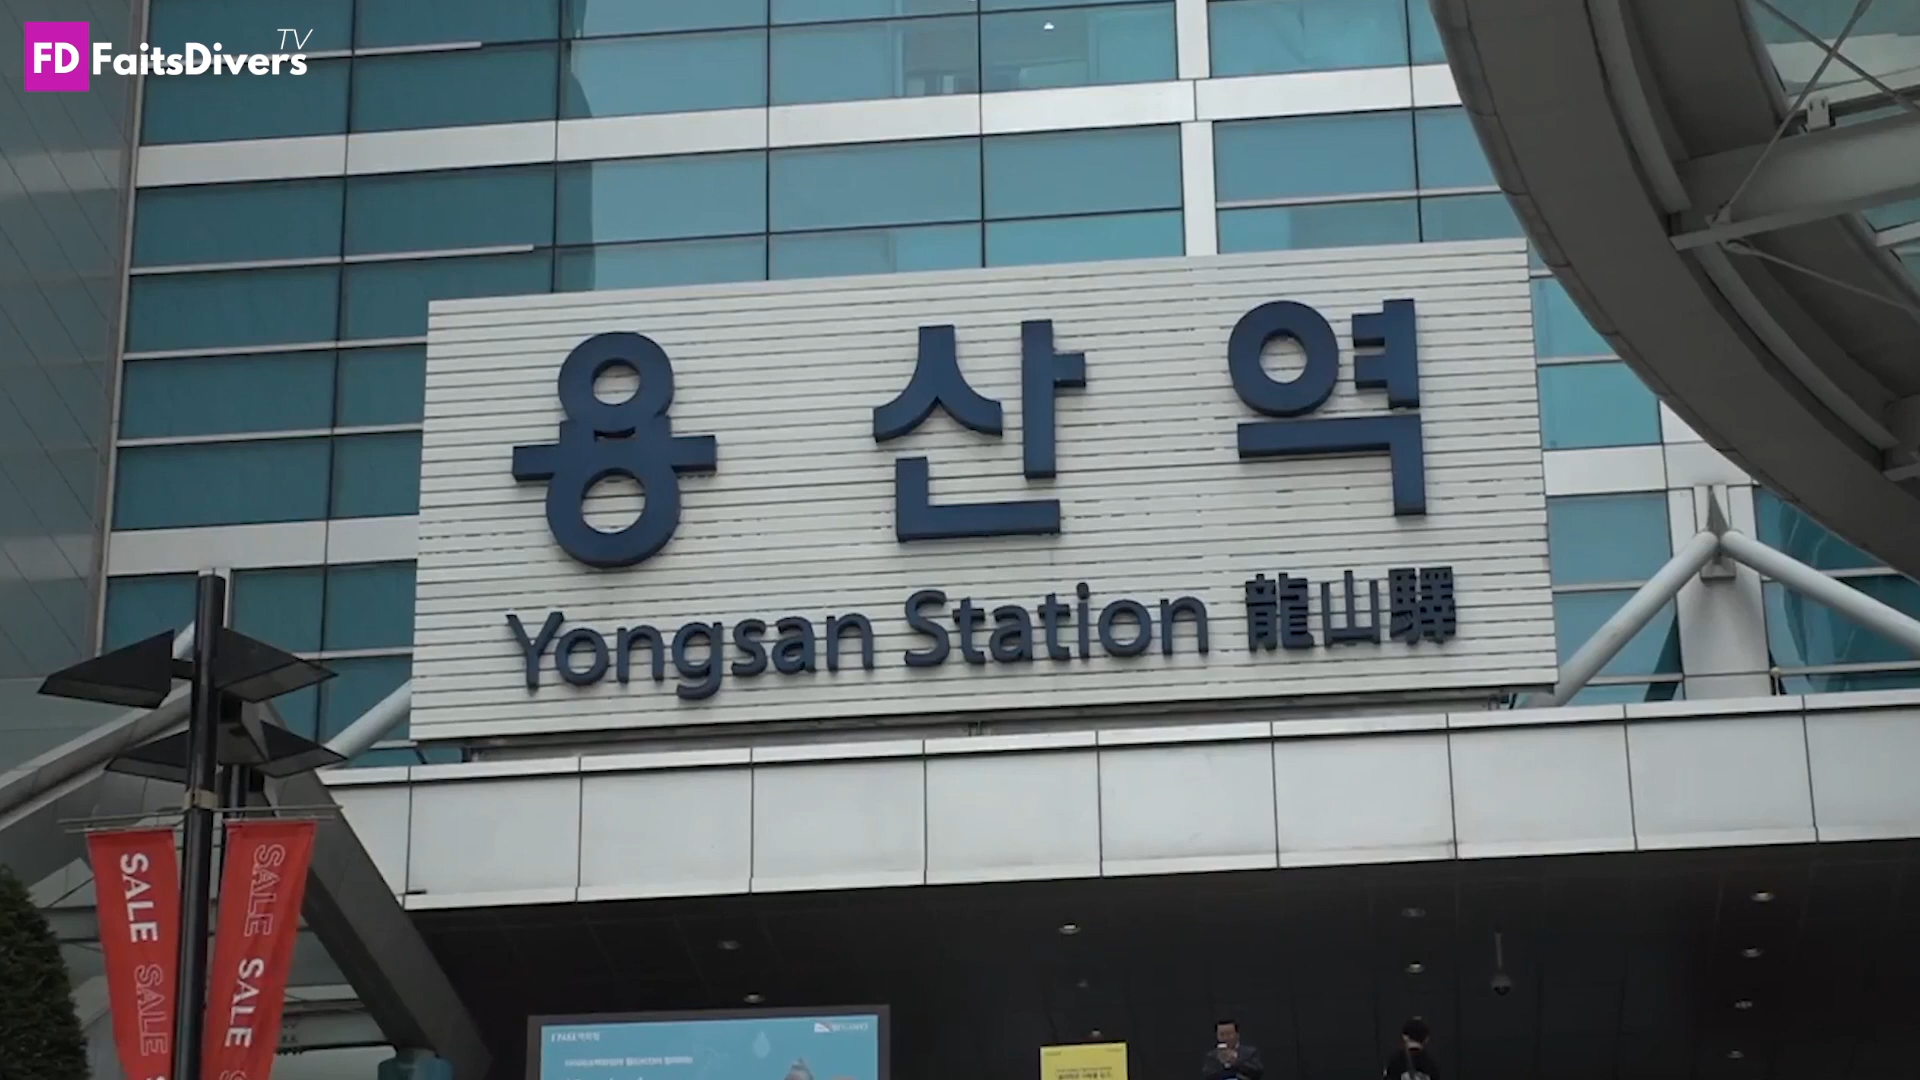 FD FaitsDivers TV
용산역
Yongsan Station 龍山驛
SALE SALE
SALE SALE